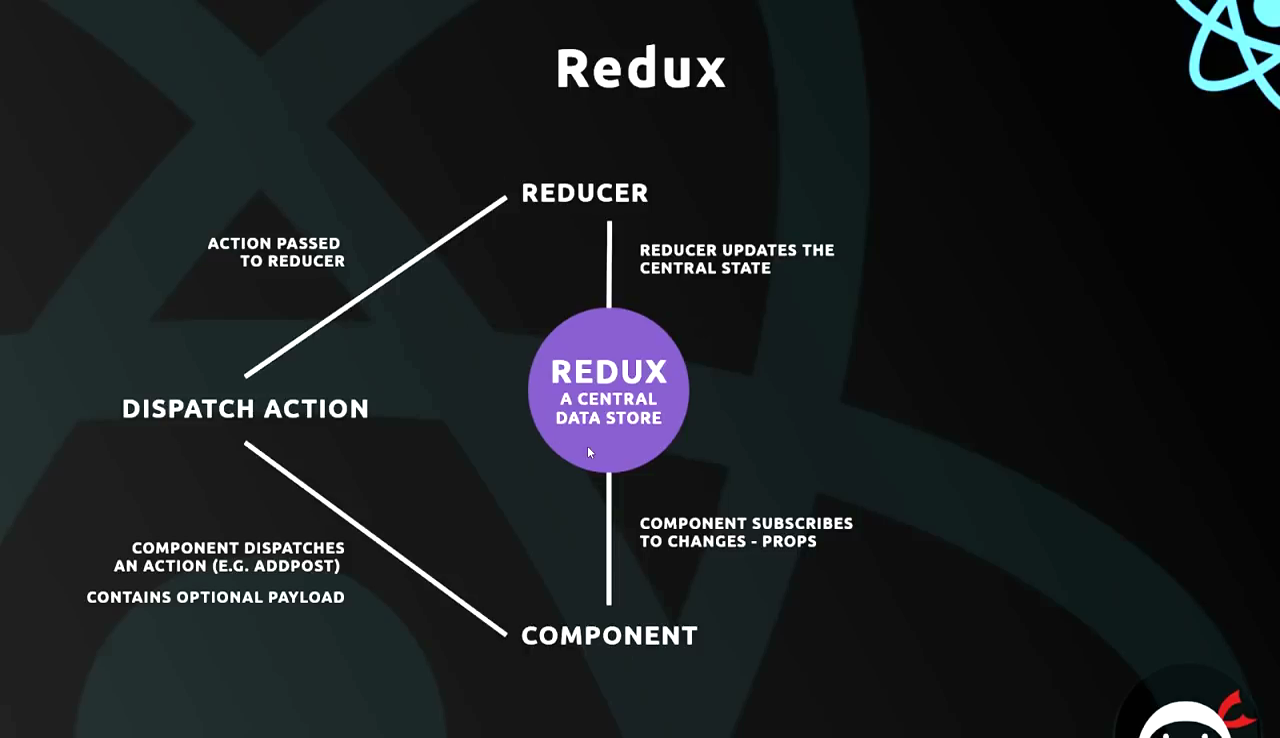 Redux
REDUCER
ACTION PASSED
TO REDUCER
REDUCER UPDATES THE
CENTRAL STATE
REDUX
A CENTRAL
DATA STORE
DISPATCH ACTION
COMPONENT SUBSCRIBES
TO CHANGES - PROPS
COMPONENT DISPATCHES
AN ACTION (E.G. ADDPOST)
CONTAINS OPTIONAL PAYLOAD
COMPONENT